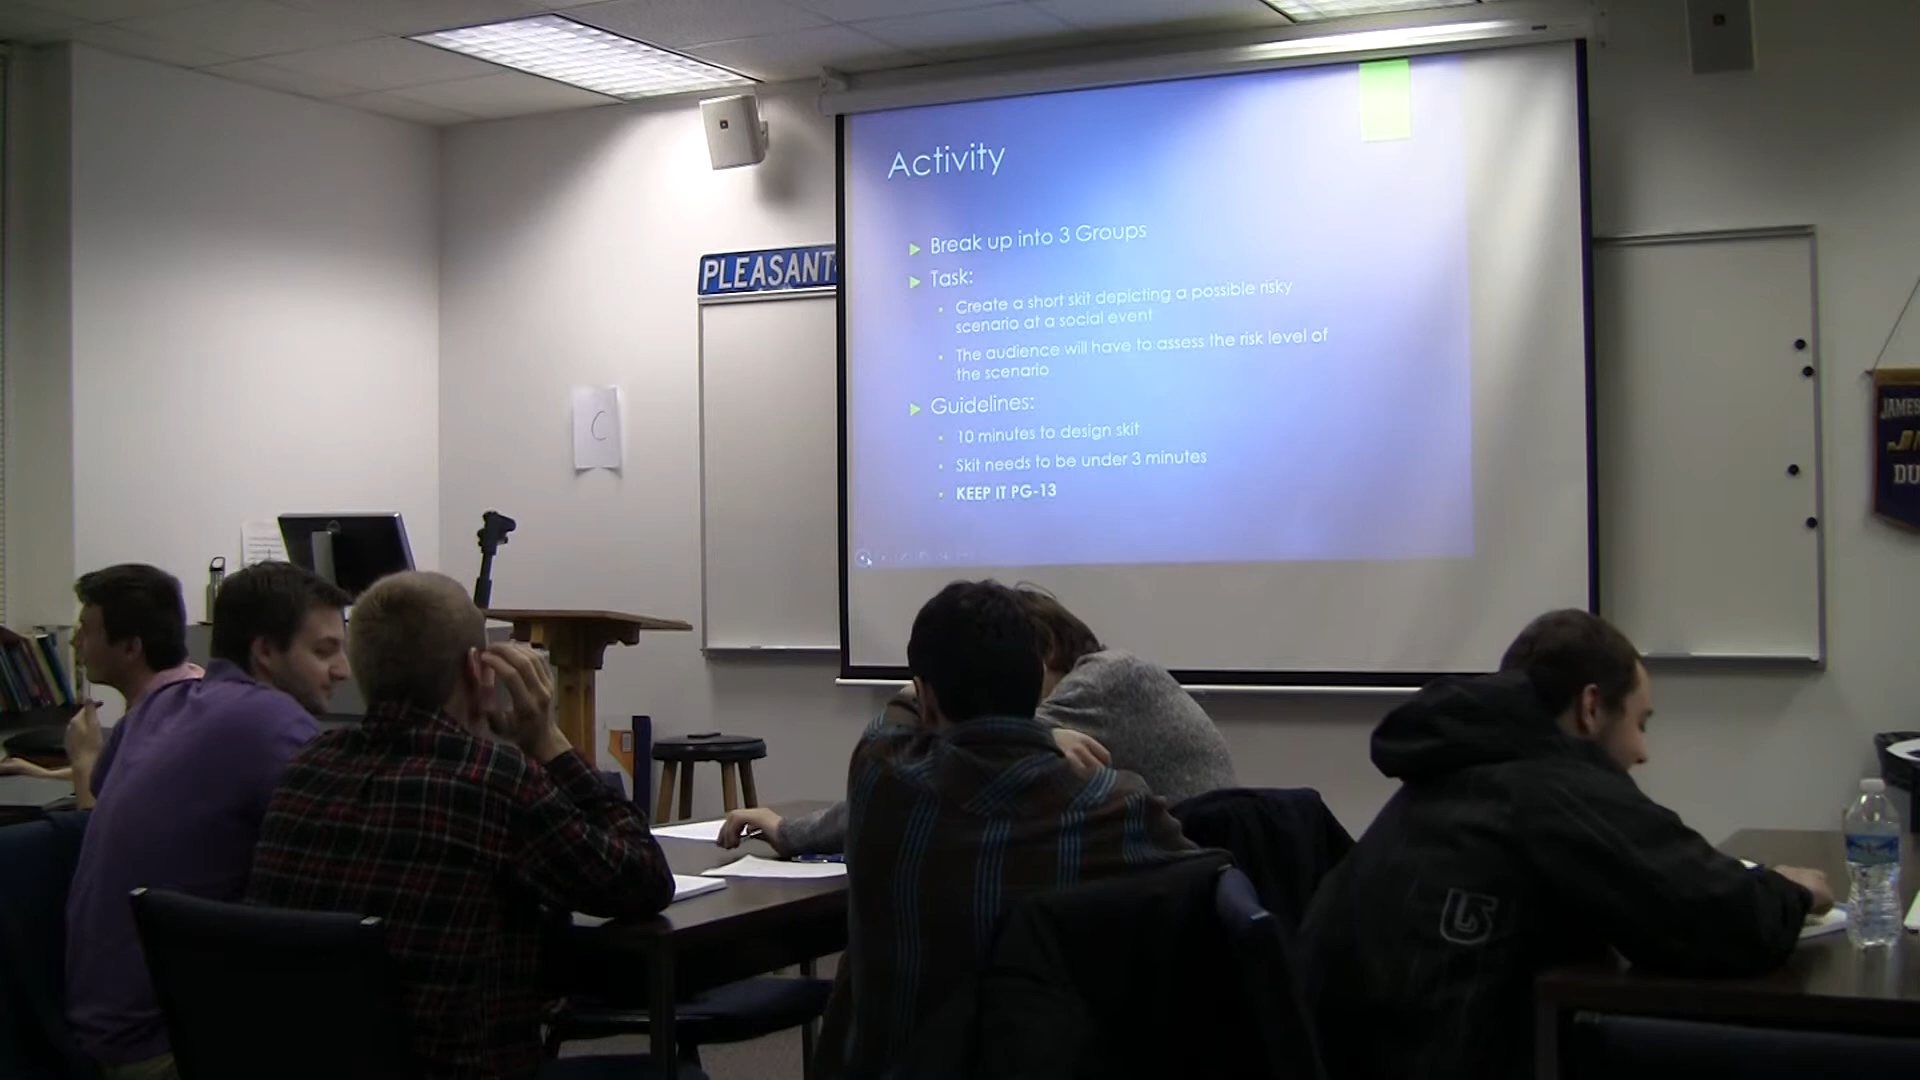 Activity
Break up into 3 Groups
Task:
Create a short skit depicting a possible risky
scenario at a social event
The audience will have to assess the risk level of
the scenario
Guidelines:
10 minutes to design skit
Skit needs to be under 3 minutes
KEEP IT PG-13
PLEASANT
C
JAMES
DU